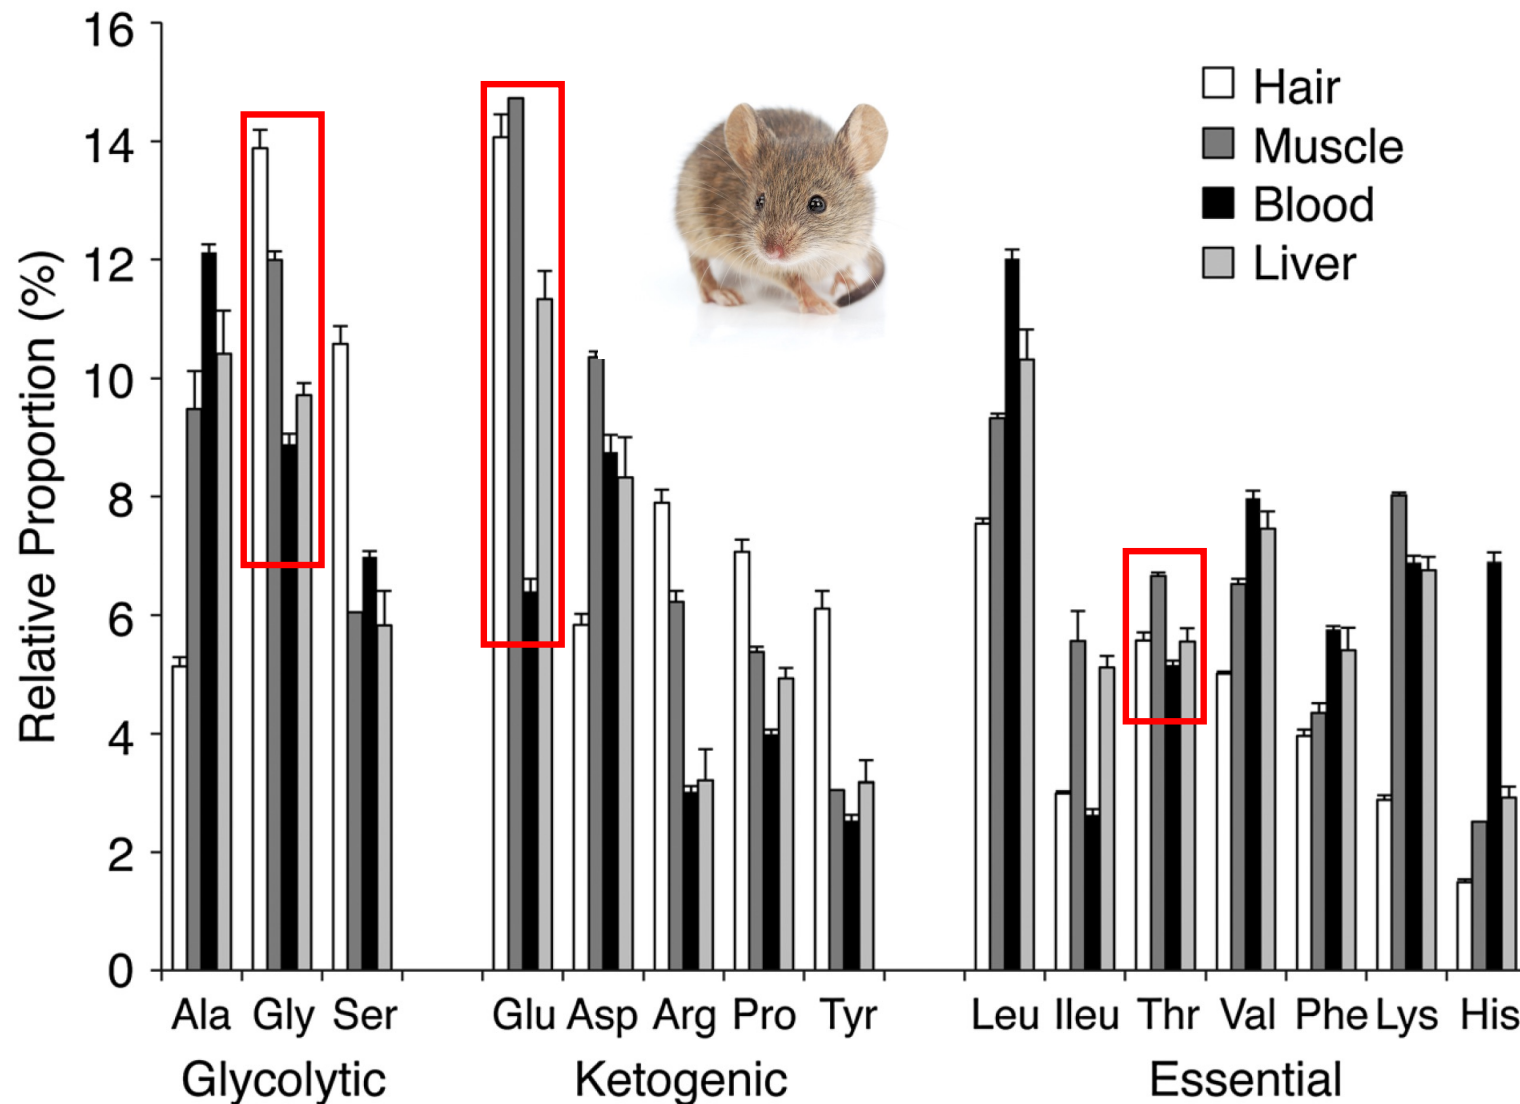 16
14
12
10
8
6
4
2
0
Relative Proportion (%)
Hair
Muscle
Blood
Liver
Ala Gly Ser Glu Asp Arg Pro Tyr Leu Ileu Thr Val Phe Lys His
Glycolytic Ketogenic Essential